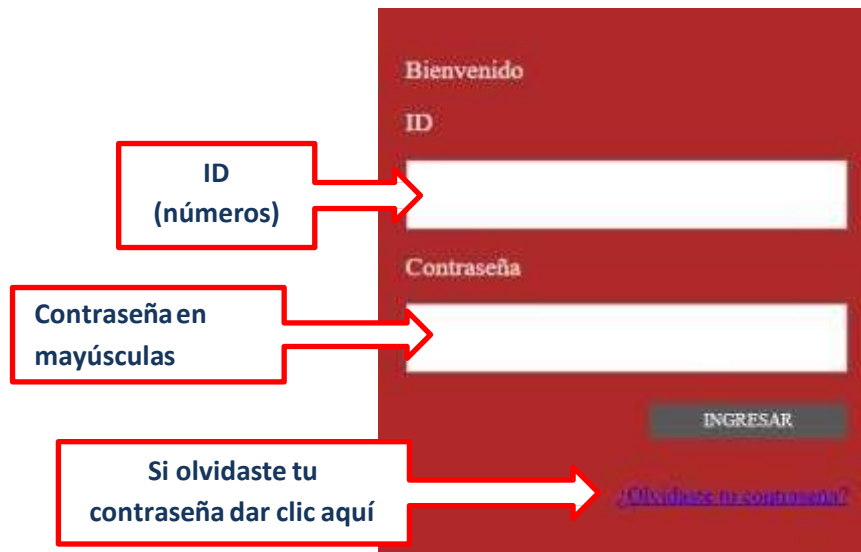 Bienvenido
ID
ID
(números)
Contraseña
Contraseña en
mayúsculas
INGRESAR
Si olvidaste tu
contraseña dar clic aquí
¿Olvidaste tu contraseña?